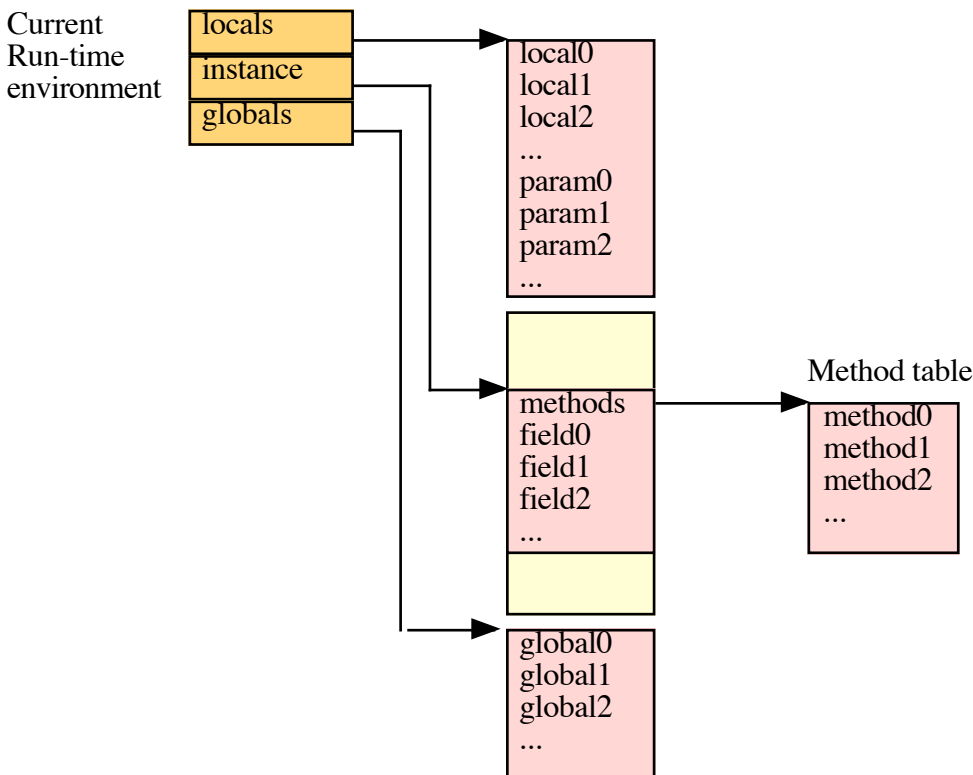 Current
Run-time
environment
locals
instance
globals
local0
local1
local2
...
param0
param1
param2
...
methods
field0
field1
field2
...
Method table
method0
method1
method2
...
global0
global1
global2
...